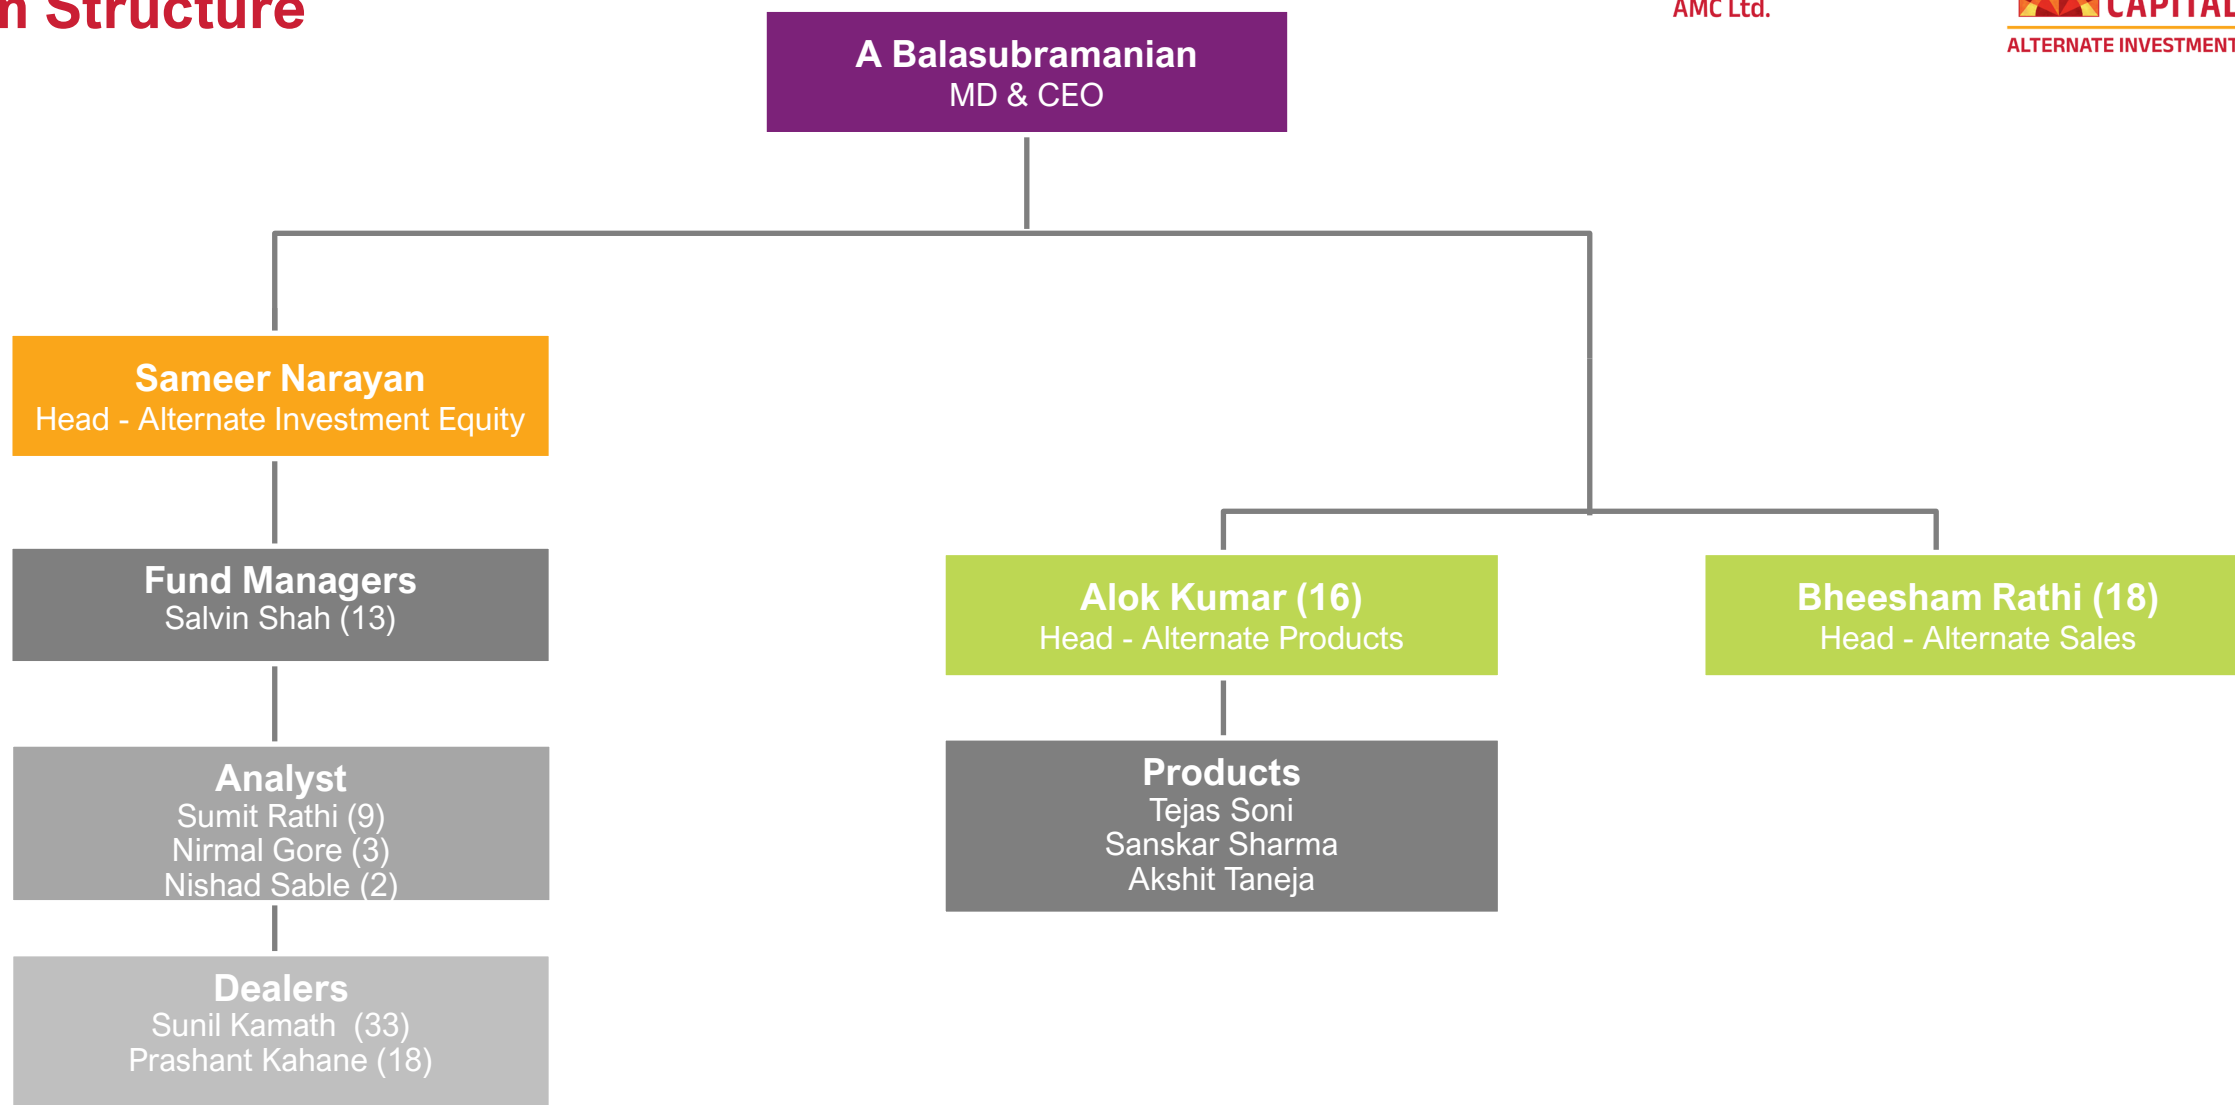 n Structure
AMC Ltd.
CAPITAL
ALTERNATE INVESTMENT
A Balasubramanian
MD & CEO
Sameer Narayan
Head - Alternate Investment Equity
Fund Managers
Salvin Shah (13)
Analyst
Sumit Rathi (9)
Nirmal Gore (3)
Nishad Sable (2)
Dealers
Sunil Kamath  (33)
Prashant Kahane (18)
Alok Kumar (16)
Head - Alternate Products
Products
Tejas Soni
Sanskar Sharma
Akshit Taneja
Bheesham Rathi (18)
Head - Alternate Sales